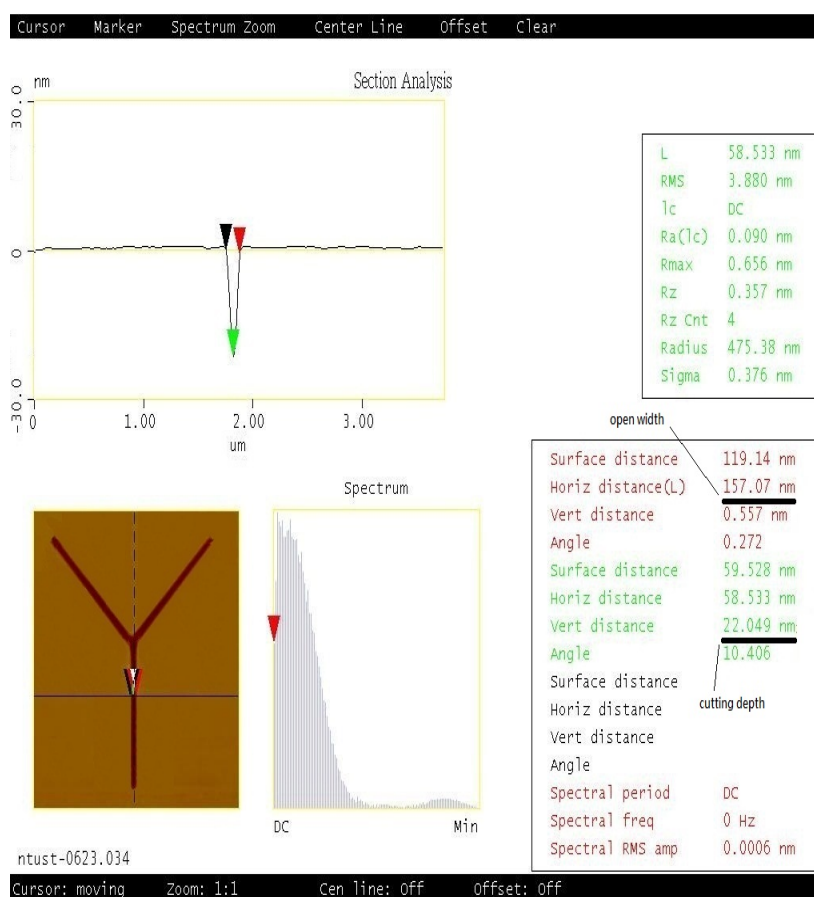 Cursor Marker Spectrum Zoom Center Line Offset Clear
nm Section Analysis
30.0
0
-30.0
0 1.00 2.00 3.00
um
L 58.533 nm
RMS 3.880 nm
lc DC
Ra(lc) 0.090 nm
Rmax 0.656 nm
Rz 0.357 nm
Rz Cnt 4
Radius 475.38 nm
Sigma 0.376 nm
open width
Surface distance 119.14 nm
Horiz distance(L) 157.07 nm
Vert distance 0.557 nm
Angle 0.272
Surface distance 59.528 nm
Horiz distance 58.533 nm
Vert distance 22.049 nm
Angle 10.406
cutting depth
Surface distance
Horiz distance
Vert distance
Angle
Spectral period DC
Spectral freq 0 Hz
Spectral RMS amp 0.0006 nm
Spectrum
DC Min
ntust-0623.034
Cursor: moving Zoom: 1:1 Cen line: Off Offset: Off